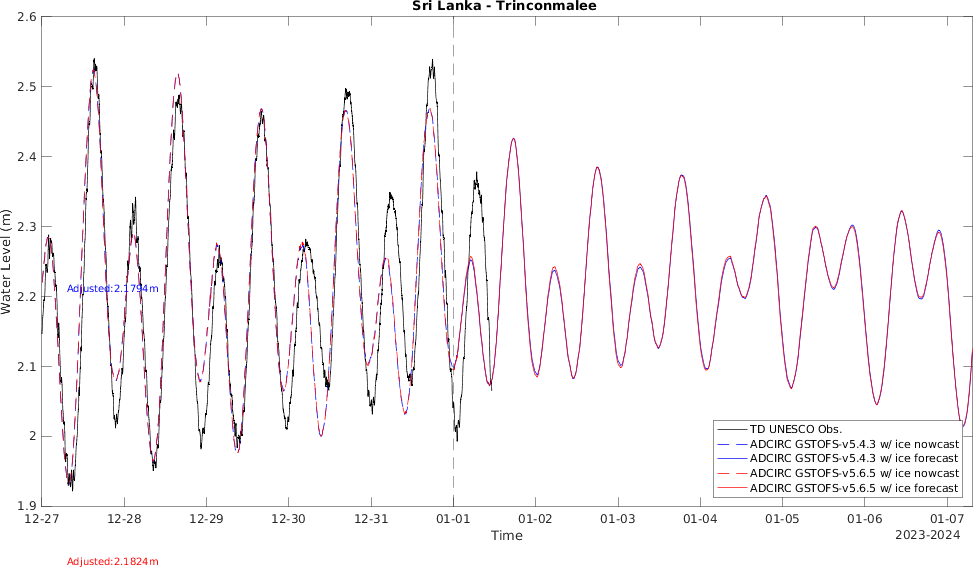 Sri Lanka - Trinconmalee
2.6
2.5
2.4
2.3
2.2
2.1
2
1.9
Water Level (m)
Adjusted:2.1794m
TD UNESCO Obs.
ADCIRC GSTOFS-v5.4.3 w/ ice nowcast
ADCIRC GSTOFS-v5.4.3 w/ ice forecast
ADCIRC GSTOFS-v5.6.5 w/ ice nowcast
ADCIRC GSTOFS-v5.6.5 w/ ice forecast
12-27 12-28 12-29 12-30 12-31 01-01 01-02 01-03 01-04 01-05 01-06 01-07
Time
2023-2024
Adjusted:2.1824m